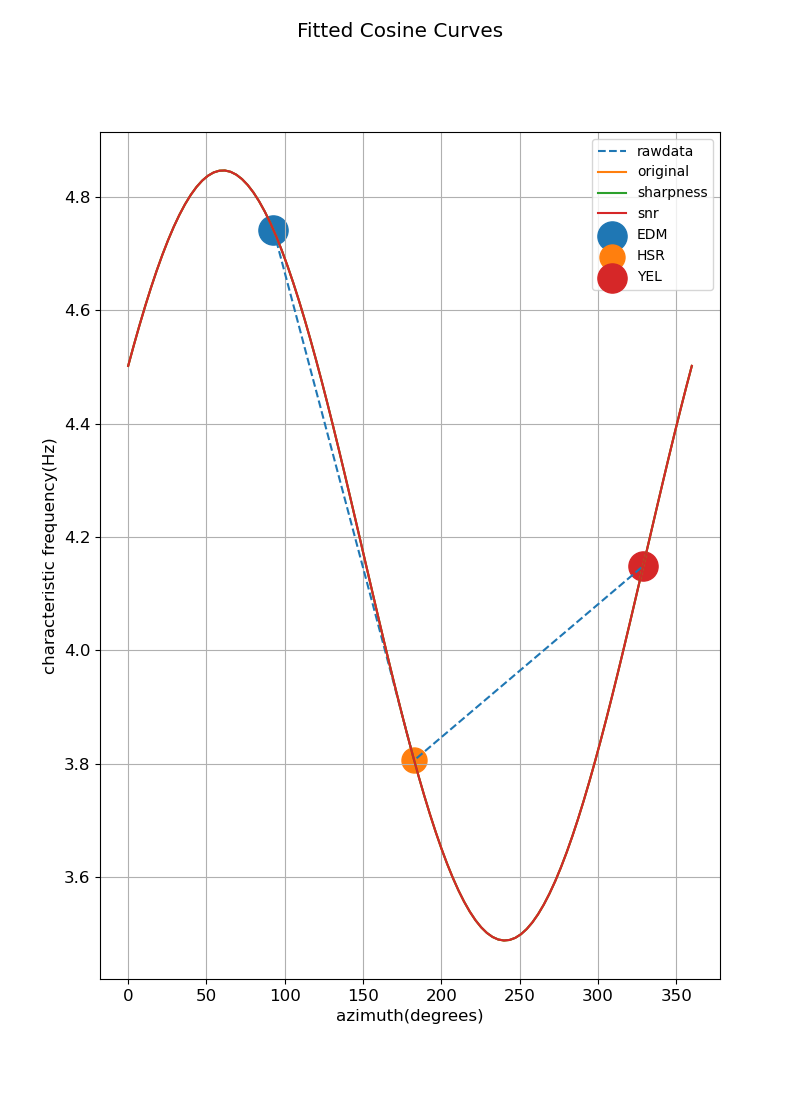 Fitted Cosine Curves
rawdata
original
sharpness
snr
EDM
HSR
YEL
4.8
4.6
4.4
4.2
4.0
3.8
3.6
characteristic frequency(Hz)
0 50 100 150 200 250 300 350
azimuth(degrees)